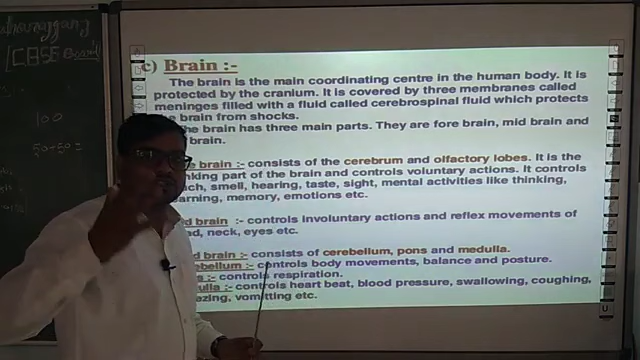 [CBSE Board]
100
50+50=
c) Brain :-
The brain is the main coordinating centre in the human body. It is
protected by the cranium. It is covered by three membranes called
meninges filled with a fluid called cerebrospinal fluid which protects
brain from shocks.
brain has three main parts. They are fore brain, mid brain and
brain.
brain :- consists of the cerebrum and olfactory lobes. It is the
part of the brain and controls voluntary actions. It controls
smell, hearing, taste, sight, mental activities like thinking,
memory, emotions etc.
brain :- controls involuntary actions and reflex movements of
neck, eyes etc.
brain :- consists of cerebellum, pons and medulla.
:- controls body movements, balance and posture.
:- controls respiration.
:- controls heart beat, blood pressure, swallowing, coughing,
vomitting etc.